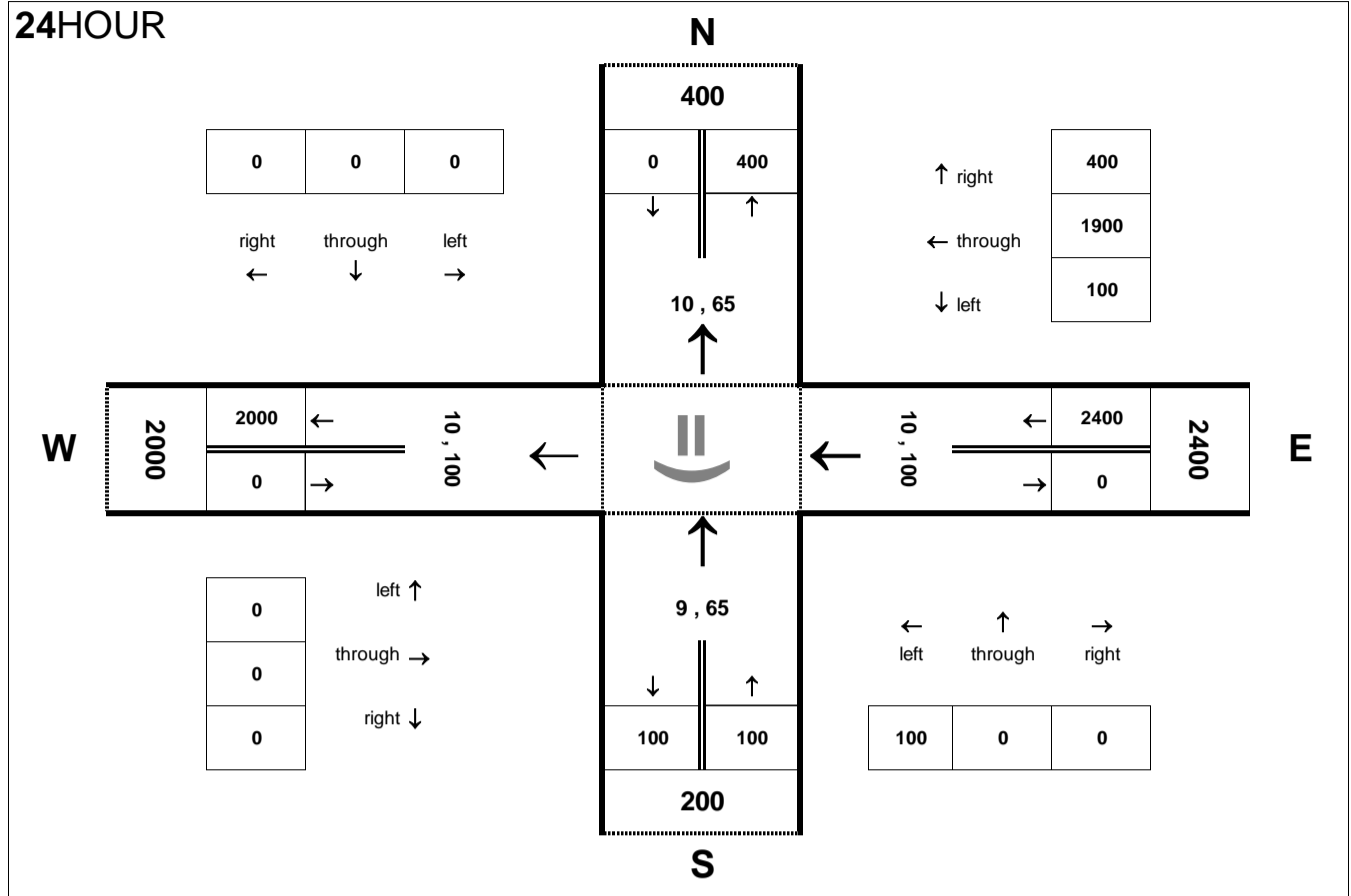 24HOUR
N
400
0 400
↓ ↑
0 0 0
right through left
← ↓ →
↑ right 400
← through 1900
↓ left 100
10 , 65
↑
W
2000
2000 ←
0 →
10 , 100
←
←
10 , 100
← 2400
→ 0
2400
E
↑
9 , 65
↓ ↑
100 100
200
S
0 left ↑
0 through →
0 right ↓
← ↑ →
left through right
100 0 0